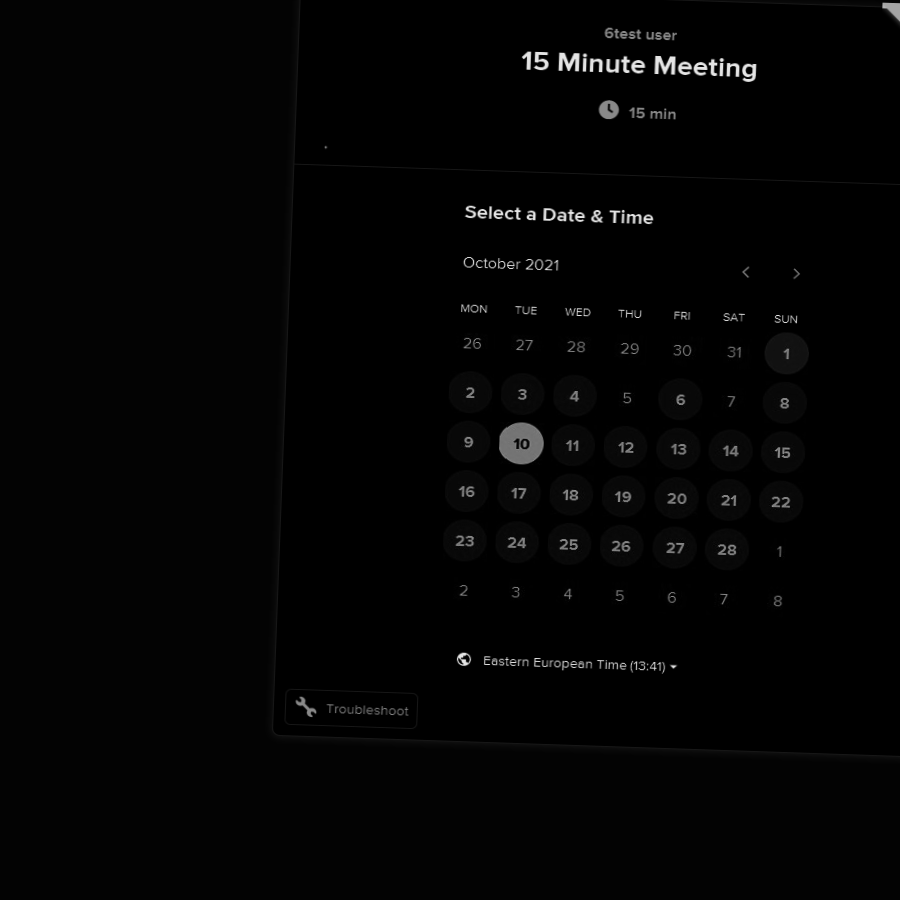 6test user
15 Minute Meeting
15 min
Select a Date & Time
October 2021
MON TUE WED THU FRI SAT SUN
26 27 28 29 30 31 1
2 3 4 5 6 7 8
9 10 11 12 13 14 15
16 17 18 19 20 21 22
23 24 25 26 27 28 1
2 3 4 5 6 7 8
Eastern European Time (13:41)
Troubleshoot